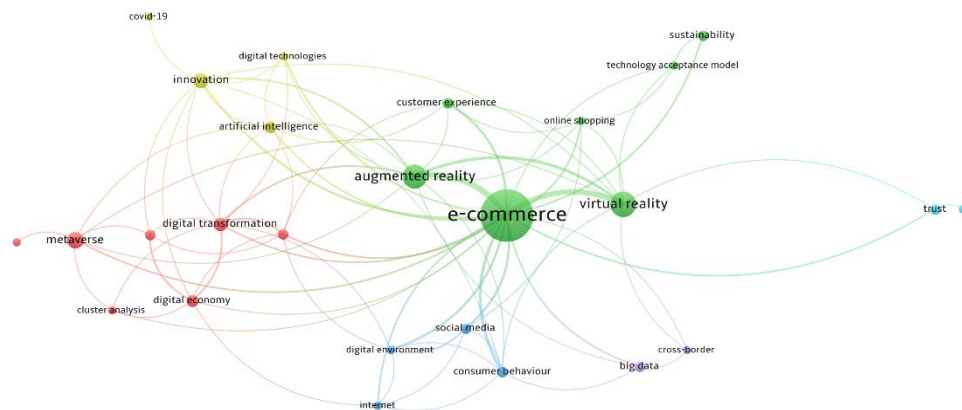 covid-19
sustainability
digital technologies
technology acceptance model
innovation
customer experience
online shopping
artificial intelligence
augmented reality
virtual reality
e-commerce
trust
digital transformation
metaverse
digital economy
cluster analysis
social media
digital environment
cross-border
big data
consumer behaviour
internet